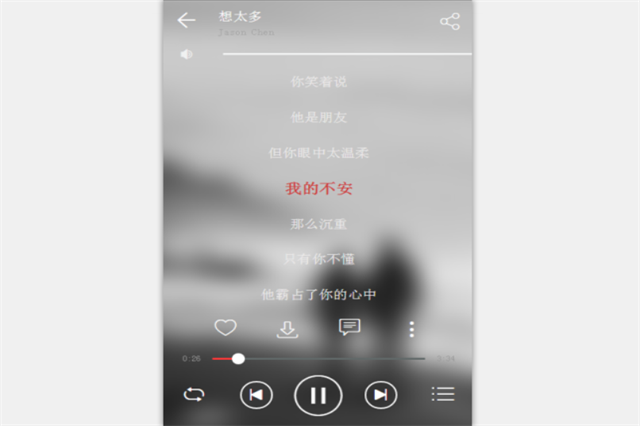 想太多
Jason Chen
你笑着说
他是朋友
但你眼中太温柔
我的不安
那么沉重
只有你不懂
他霸占了你的心中
0:26